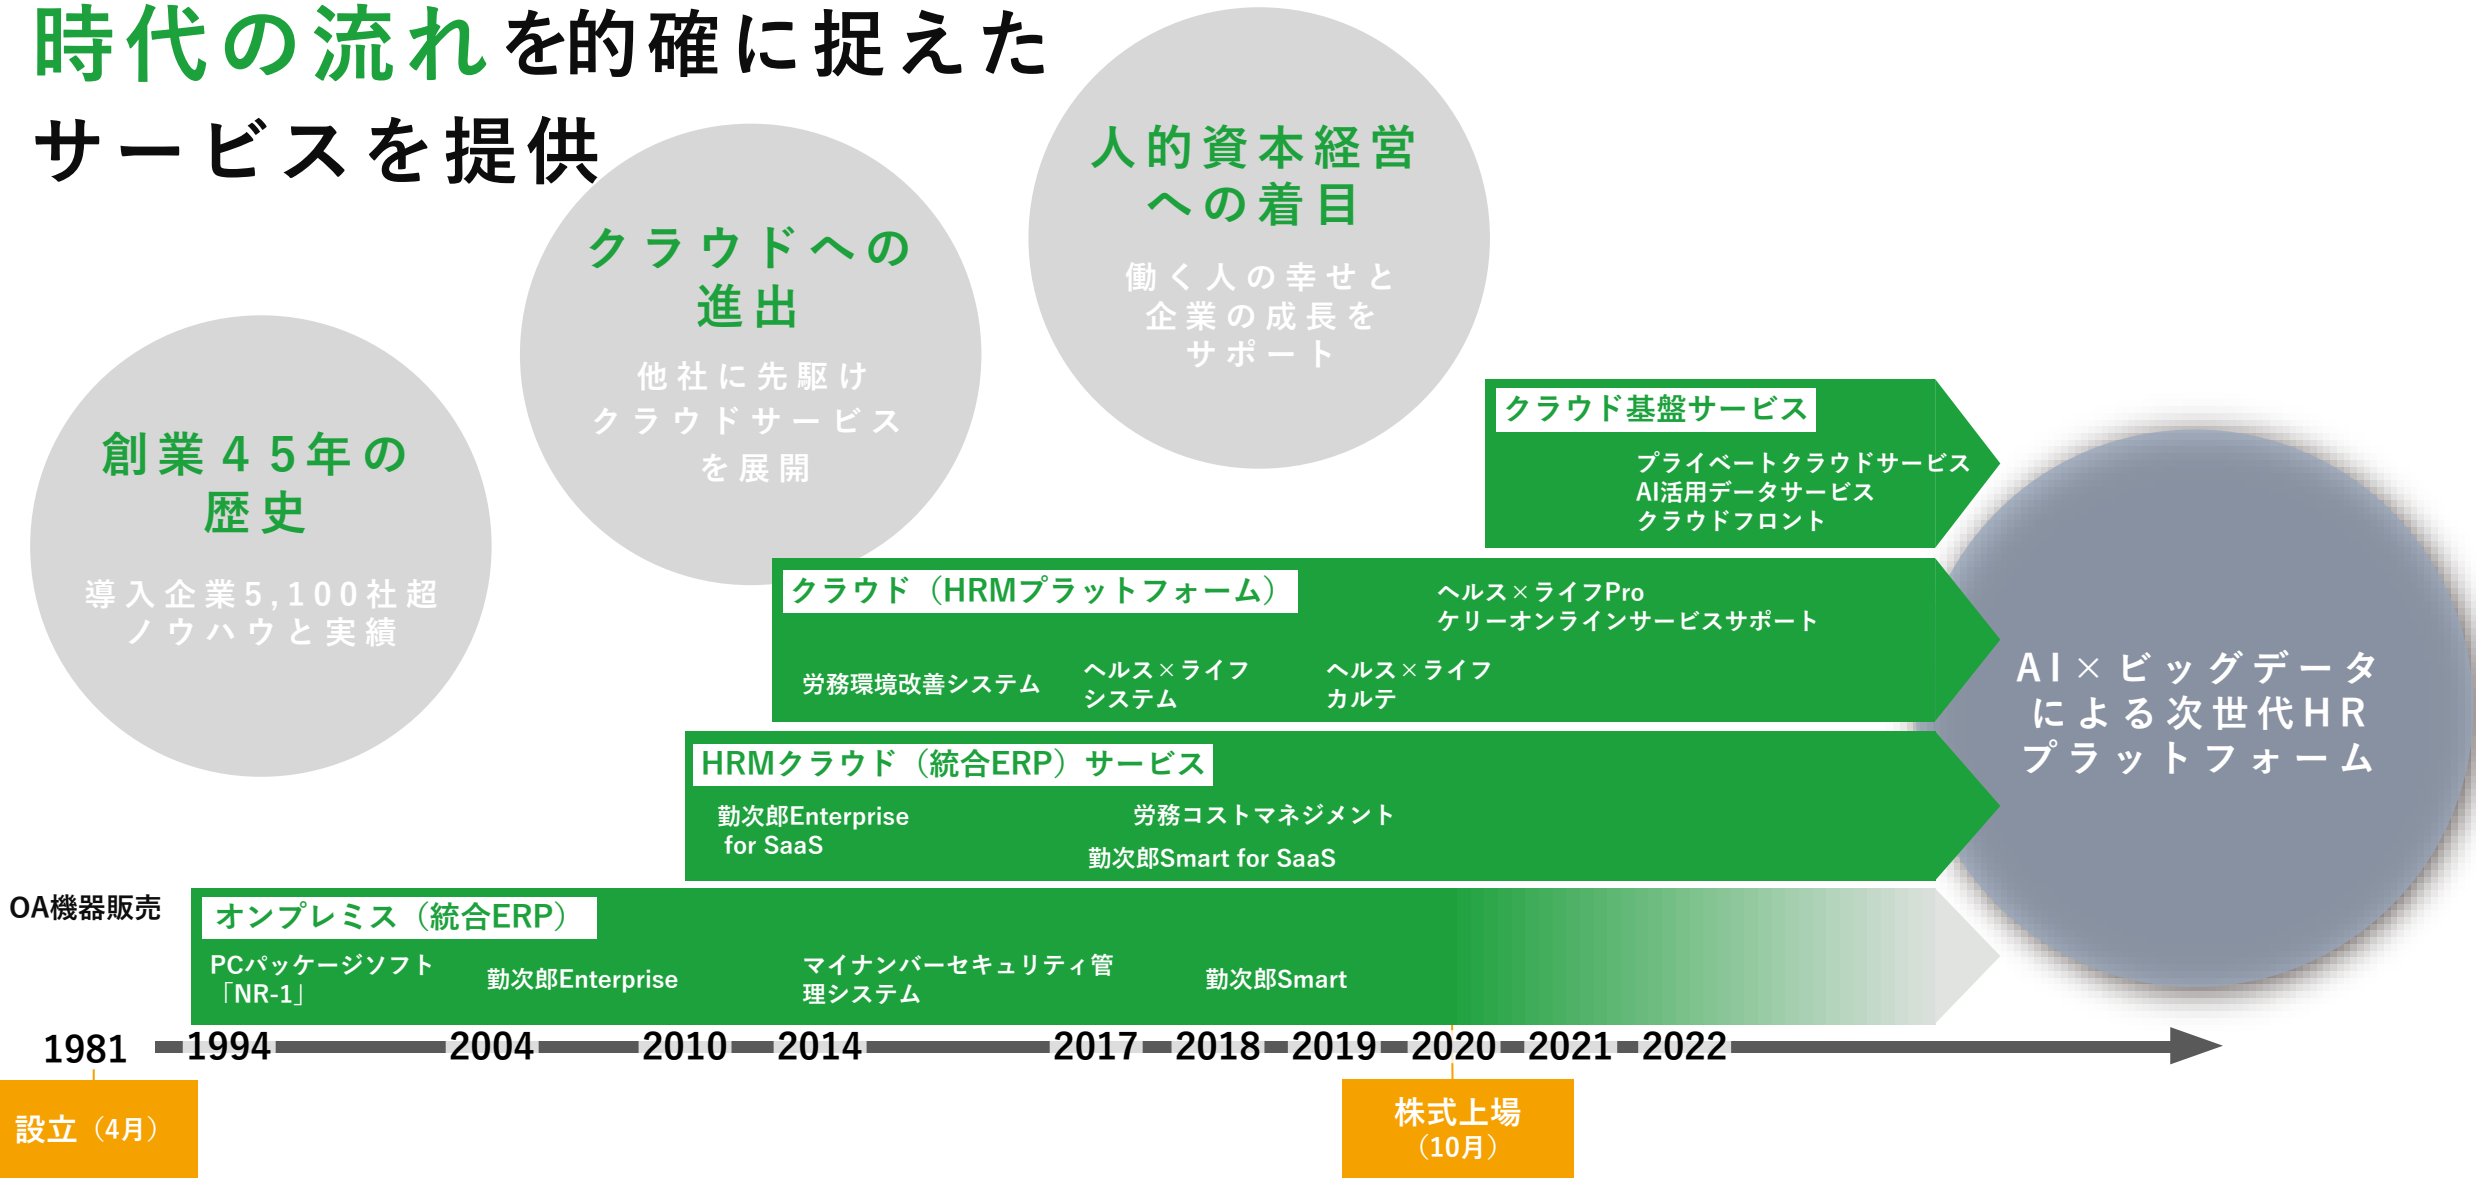 時代の流れを的確に捉えた
サービスを提供
人的資本経営
への着目
働く人の幸せと
企業の成長を
サポート
クラウドへの
進出
他社に先駆け
クラウドサービス
を展開
創業45年の
歴史
導入企業5,100社超
ノウハウと実績
クラウド基盤サービス
プライベートクラウドサービス
AI活用データサービス
クラウドフロント
クラウド（HRMプラットフォーム）
ヘルス×ライフPro
ケリーオンラインサービスサポート
労務環境改善システム
ヘルス×ライフ
システム
ヘルス×ライフ
カルテ
AI×ビッグデータ
による次世代HR
プラットフォーム
HRMクラウド（統合ERP）サービス
勤次郎Enterprise
for SaaS
労務コストマネジメント
勤次郎Smart for SaaS
OA機器販売
オンプレミス（統合ERP）
PCパッケージソフト
「NR-1」
勤次郎Enterprise
マイナンバーセキュリティ管
理システム
勤次郎Smart
1981 1994 2004 2010 2014 2017 2018 2019 2020 2021 2022
設立（4月）
株式上場
（10月）